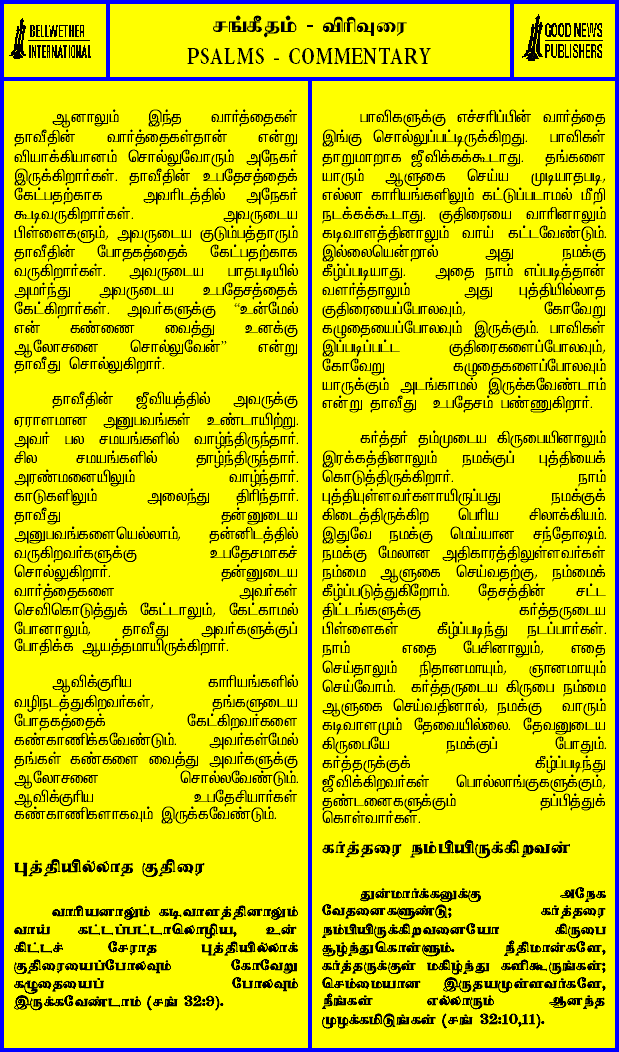 BELLWETHER
INTERNATIONAL
சங்கீதம் - விரிவுரை
PSALMS - COMMENTARY
GOOD NEWS
PUBLISHERS
ஆனாலும் இந்த வார்த்தைகள்
தாவீதின் வார்த்தைகள்தான் என்று
வியாக்கியானம் சொல்லுவோரும் அநேகர்
இருக்கிறார்கள். தாவீதின் உபதேசத்தைக்
கேட்பதற்காக அவரிடத்தில் அநேகர்
கூடிவருகிறார்கள். அவருடைய
பிள்ளைகளும், அவருடைய குடும்பத்தாரும்
தாவீதின் போதகத்தைக் கேட்பதற்காக
வருகிறார்கள். அவருடைய பாதபடியில்
அமர்ந்து அவருடைய உபதேசத்தைக்
கேட்கிறார்கள். அவர்களுக்கு “உன்மேல்
என் கண்ணை வைத்து உனக்கு
ஆலோசனை சொல்லுவேன்” என்று
தாவீது சொல்லுகிறார்.
தாவீதின் ஜீவியத்தில் அவருக்கு
ஏராளமான அனுபவங்கள் உண்டாயிற்று.
அவர் பல சமயங்களில் வாழ்ந்திருந்தார்.
சில சமயங்களில் தாழ்ந்திருந்தார்.
அரண்மனையிலும் வாழ்ந்தார்.
காடுகளிலும் அலைந்து திரிந்தார்.
தாவீது தன்னுடைய
அனுபவங்களையெல்லாம், தன்னிடத்தில்
வருகிறவர்களுக்கு உபதேசமாகச்
சொல்லுகிறார். தன்னுடைய
வார்த்தைகளை அவர்கள்
செவிகொடுத்துக் கேட்டாலும், கேட்காமல்
போனாலும், தாவீது அவர்களுக்குப்
போதிக்க ஆயத்தமாயிருக்கிறார்.
ஆவிக்குரிய காரியங்களில்
வழிநடத்துகிறவர்கள், தங்களுடைய
போதகத்தைக் கேட்கிறவர்களை
கண்காணிக்கவேண்டும். அவர்கள்மேல்
தங்கள் கண்களை வைத்து அவர்களுக்கு
ஆலோசனை சொல்லவேண்டும்.
ஆவிக்குரிய உபதேசியார்கள்
கண்காணிகளாகவும் இருக்கவேண்டும்.
புத்தியில்லாத குதிரை
வாரியனாலும் கடிவாளத்தினாலும்
வாய் கட்டப்பட்டாலொழிய, உன்
கிட்டச் சேராத புத்தியில்லாக்
குதிரையைப்போலவும் கோவேறு
கழுதையைப் போலவும்
இருக்கவேண்டாம் (சங் 32:9).
பாவிகளுக்கு எச்சரிப்பின் வார்த்தை
இங்கு சொல்லுப்பட்டிருக்கிறது. பாவிகள்
தாறுமாறாக ஜீவிக்கக்கூடாது. தங்களை
யாரும் ஆளுகை செய்ய முடியாதபடி,
எல்லா காரியங்களிலும் கட்டுப்படாமல் மீறி
நடக்கக்கூடாது. குதிரையை வாரினாலும்
கடிவாளத்தினாலும் வாய் கட்டவேண்டும்.
இல்லையென்றால் அது நமக்கு
கீழ்ப்படியாது. அதை நாம் எப்படித்தான்
வளர்த்தாலும் அது புத்தியில்லாத
குதிரையைப்போலவும், கோவேறு
கழுதையைப்போலவும் இருக்கும். பாவிகள்
இப்படிப்பட்ட குதிரைகளைப்போலவும்,
கோவேறு கழுதைகளைப்போலவும்
யாருக்கும் அடங்காமல் இருக்கவேண்டாம்
என்று தாவீது உபதேசம் பண்ணுகிறார்.
கர்த்தர் தம்முடைய கிருபையினாலும்
இரக்கத்தினாலும் நமக்குப் புத்தியைக்
கொடுத்திருக்கிறார். நாம்
புத்தியுள்ளவர்களாயிருப்பது நமக்குக்
கிடைத்திருக்கிற பெரிய சிலாக்கியம்.
இதுவே நமக்கு மெய்யான சந்தோஷம்.
நமக்கு மேலான அதிகாரத்திலுள்ளவர்கள்
நம்மை ஆளுகை செய்வதற்கு, நம்மைக்
கீழ்ப்படுத்துகிறோம். தேசத்தின் சட்ட
திட்டங்களுக்கு கர்த்தருடைய
பிள்ளைகள் கீழ்ப்படிந்து நடப்பார்கள்.
நாம் எதை பேசினாலும், எதை
செய்தாலும் நிதானமாயும், ஞானமாயும்
செய்வோம். கர்த்தருடைய கிருபை நம்மை
ஆளுகை செய்வதினால், நமக்கு வாரும்
கடிவாளமும் தேவையில்லை. தேவனுடைய
கிருபையே நமக்குப் போதும்.
கர்த்தருக்குக் கீழ்ப்படிந்து
ஜீவிக்கிறவர்கள் பொல்லாங்குகளுக்கும்,
தண்டனைகளுக்கும் தப்பித்துக்
கொள்வார்கள்.
கர்த்தரை நம்பியிருக்கிறவன்
துன்மார்க்கனுக்கு அநேக
வேதனைகளுண்டு; கர்த்தரை
நம்பியிருக்கிறவனையோ கிருபை
சூழ்ந்துகொள்ளும். நீதிமான்களே,
கர்த்தருக்குள் மகிழ்ந்து களிகூருங்கள்;
செம்மையான இருதயமுள்ளவர்களே,
நீங்கள் எல்லாரும் ஆனந்த
முழக்கமிடுங்கள் (சங் 32:10,11).